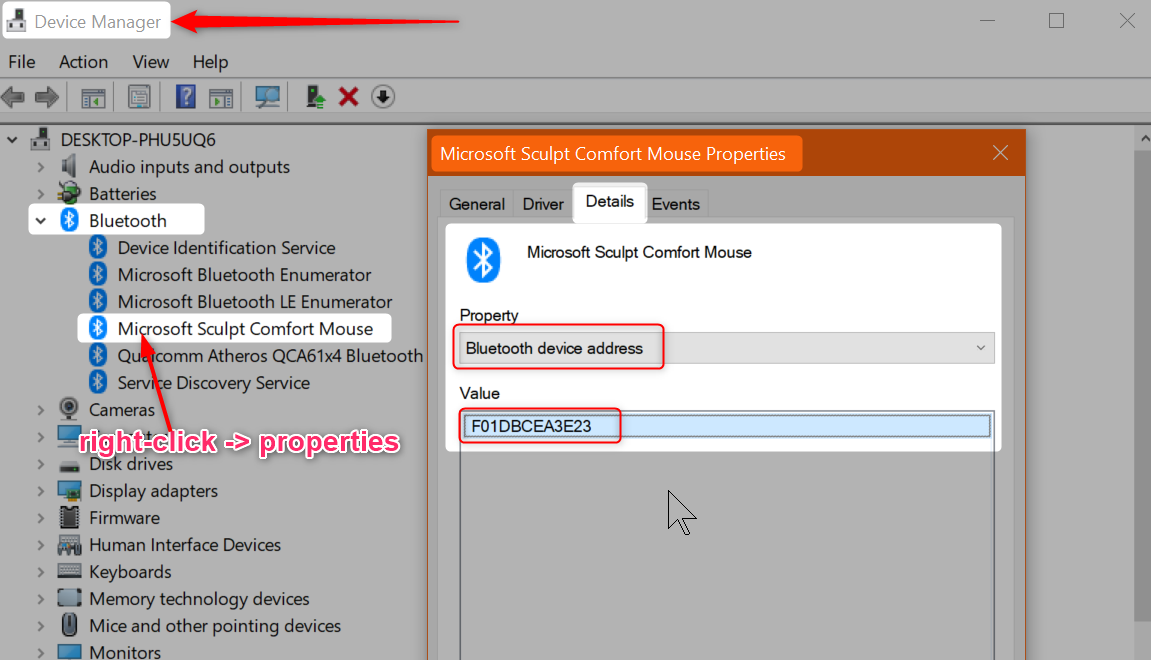 Device Manager
File Action View Help
DESKTOP-PHU5UQ6
Audio inputs and outputs
Batteries
Bluetooth
Device Identification Service
Microsoft Bluetooth Enumerator
Microsoft Bluetooth LE Enumerator
Microsoft Sculpt Comfort Mouse
Qualcomm Atheros QCA61x4 Bluetooth
Service Discovery Service
Cameras
right-click -> properties
Disk drives
Display adapters
Firmware
Human Interface Devices
Keyboards
Memory technology devices
Mice and other pointing devices
Monitors
Microsoft Sculpt Comfort Mouse Properties
General Driver Details Events
Microsoft Sculpt Comfort Mouse
Property
Bluetooth device address
Value
F01DBCEA3E23